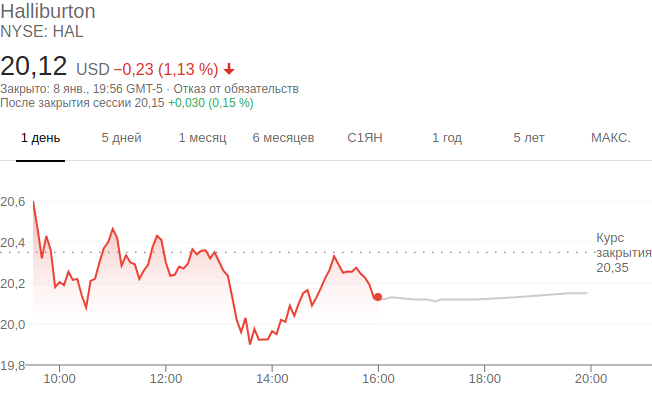 Halliburton
NYSE: HAL
20,12 USD −0,23 (1,13 %)
Закрыто: 8 янв., 19:56 GMT-5 · Отказ от обязательств
После закрытия сессии 20,15 +0,030 (0,15 %)
1 день 5 дней 1 месяц 6 месяцев С1ЯН 1 год 5 лет МАКС.
20,6
20,4
Курс
закрытия
20,35
20,2
20,0
19,8
10:00 12:00 14:00 16:00 18:00 20:00